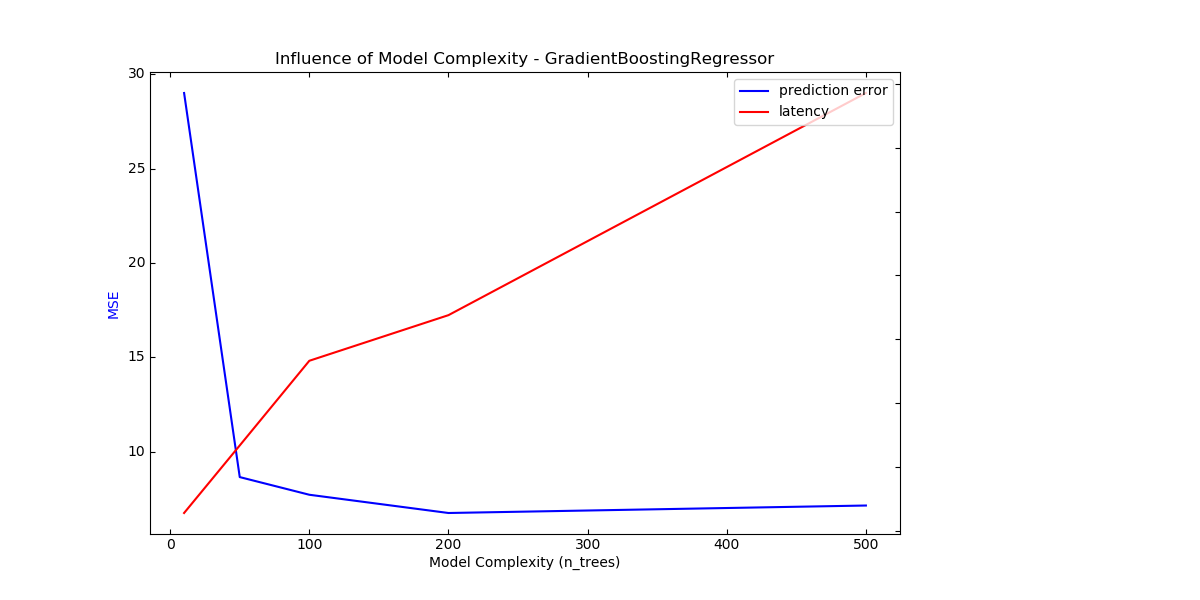 Influence of Model Complexity - GradientBoostingRegressor
prediction error
latency
30
25
20
15
10
MSE
0 100 200 300 400 500
Model Complexity (n_trees)